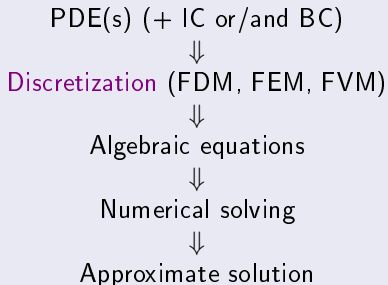 PDE(s) (+ IC or/and BC)
⇓
Discretization (FDM, FEM, FVM)
⇓
Algebraic equations
⇓
Numerical solving
⇓
Approximate solution